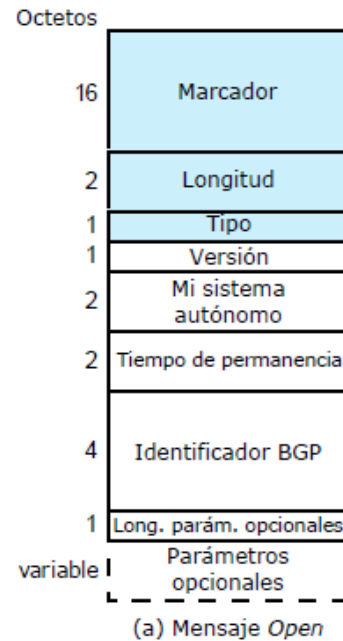 Octetos
16 Marcador
2 Longitud
1 Tipo
1 Versión
2 Mi sistema
autónomo
2 Tiempo de permanencia
4 Identificador BGP
1 Long. parám. opcionales
variable Parámetros
opcionales
(a) Mensaje Open